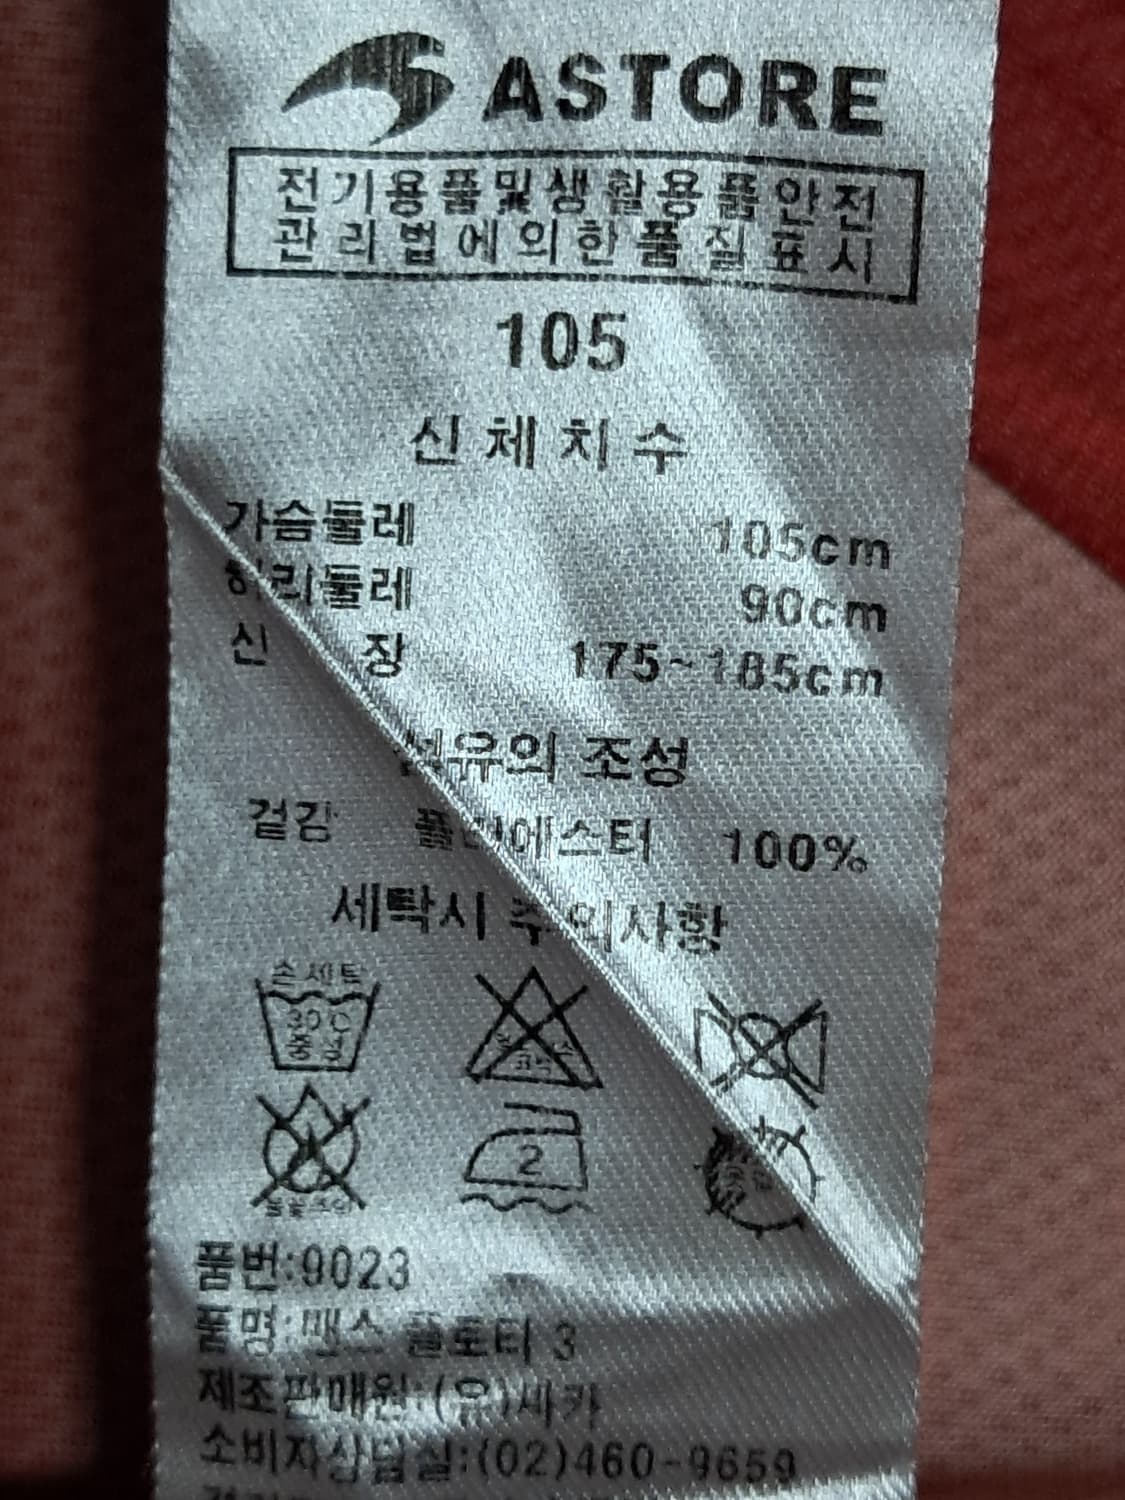 ASTORE
전기용품및생활용품안전
관리법에의한품질표시
105
신체치수
가슴둘레 105cm
허리둘레 90cm
신 장 175~185cm
섬유의 조성
겉감 폴리에스터 100%
세탁시 주의사항
손세탁
30℃
중성
2
품번:9023
품명:맨스 폴로티 3
제조판매원:(유)세카
소비자상담실:(02)460-9659